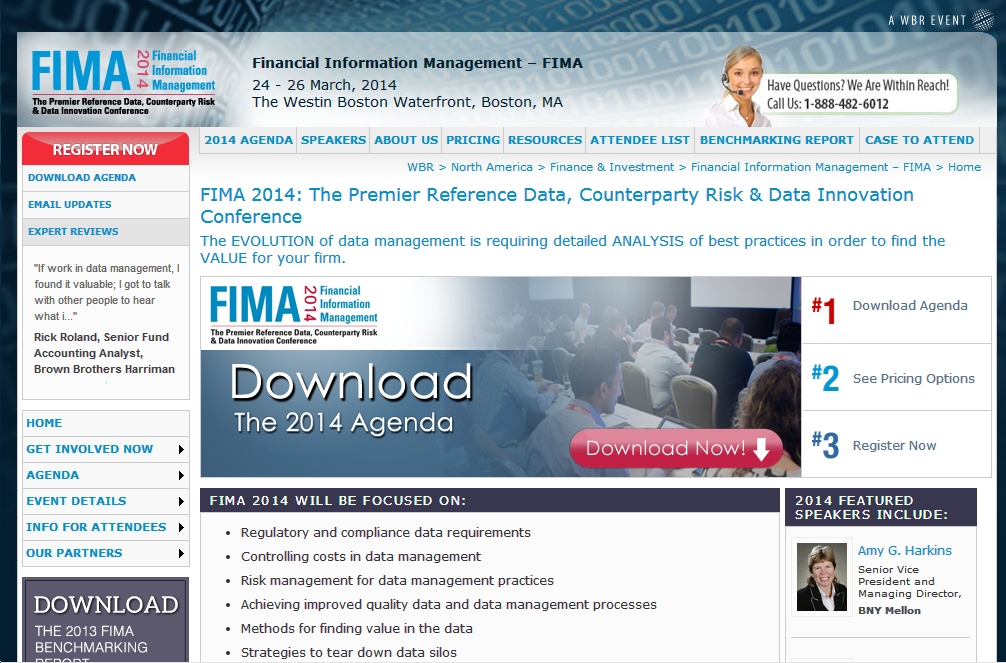 A WBR EVENT
FIMA 2014 Financial
Information
Management
The Premier Reference Data, Counterparty Risk
& Data Innovation Conference
Financial Information Management – FIMA
24 - 26 March, 2014
The Westin Boston Waterfront, Boston, MA
Have Questions? We Are Within Reach!
Call Us: 1-888-482-6012
REGISTER NOW
DOWNLOAD AGENDA
EMAIL UPDATES
EXPERT REVIEWS
"If work in data management, I
found it valuable; I got to talk
with other people to hear
what i..."
Rick Roland, Senior Fund
Accounting Analyst,
Brown Brothers Harriman
HOME
GET INVOLVED NOW
AGENDA
EVENT DETAILS
INFO FOR ATTENDEES
OUR PARTNERS
DOWNLOAD
THE 2013 FIMA
BENCHMARKING
REPORT
2014 AGENDA SPEAKERS ABOUT US PRICING RESOURCES ATTENDEE LIST BENCHMARKING REPORT CASE TO ATTEND
WBR > North America > Finance & Investment > Financial Information Management – FIMA > Home
FIMA 2014: The Premier Reference Data, Counterparty Risk & Data Innovation
Conference
The EVOLUTION of data management is requiring detailed ANALYSIS of best practices in order to find the
VALUE for your firm.
FIMA 2014 Financial
Information
Management
The Premier Reference Data, Counterparty Risk
& Data Innovation Conference
Download
The 2014 Agenda
Download Now!
#1 Download Agenda
#2 See Pricing Options
#3 Register Now
FIMA 2014 WILL BE FOCUSED ON:
• Regulatory and compliance data requirements
• Controlling costs in data management
• Risk management for data management practices
• Achieving improved quality data and data management processes
• Methods for finding value in the data
• Strategies to tear down data silos
2014 FEATURED
SPEAKERS INCLUDE:
Amy G. Harkins
Senior Vice
President and
Managing Director,
BNY Mellon